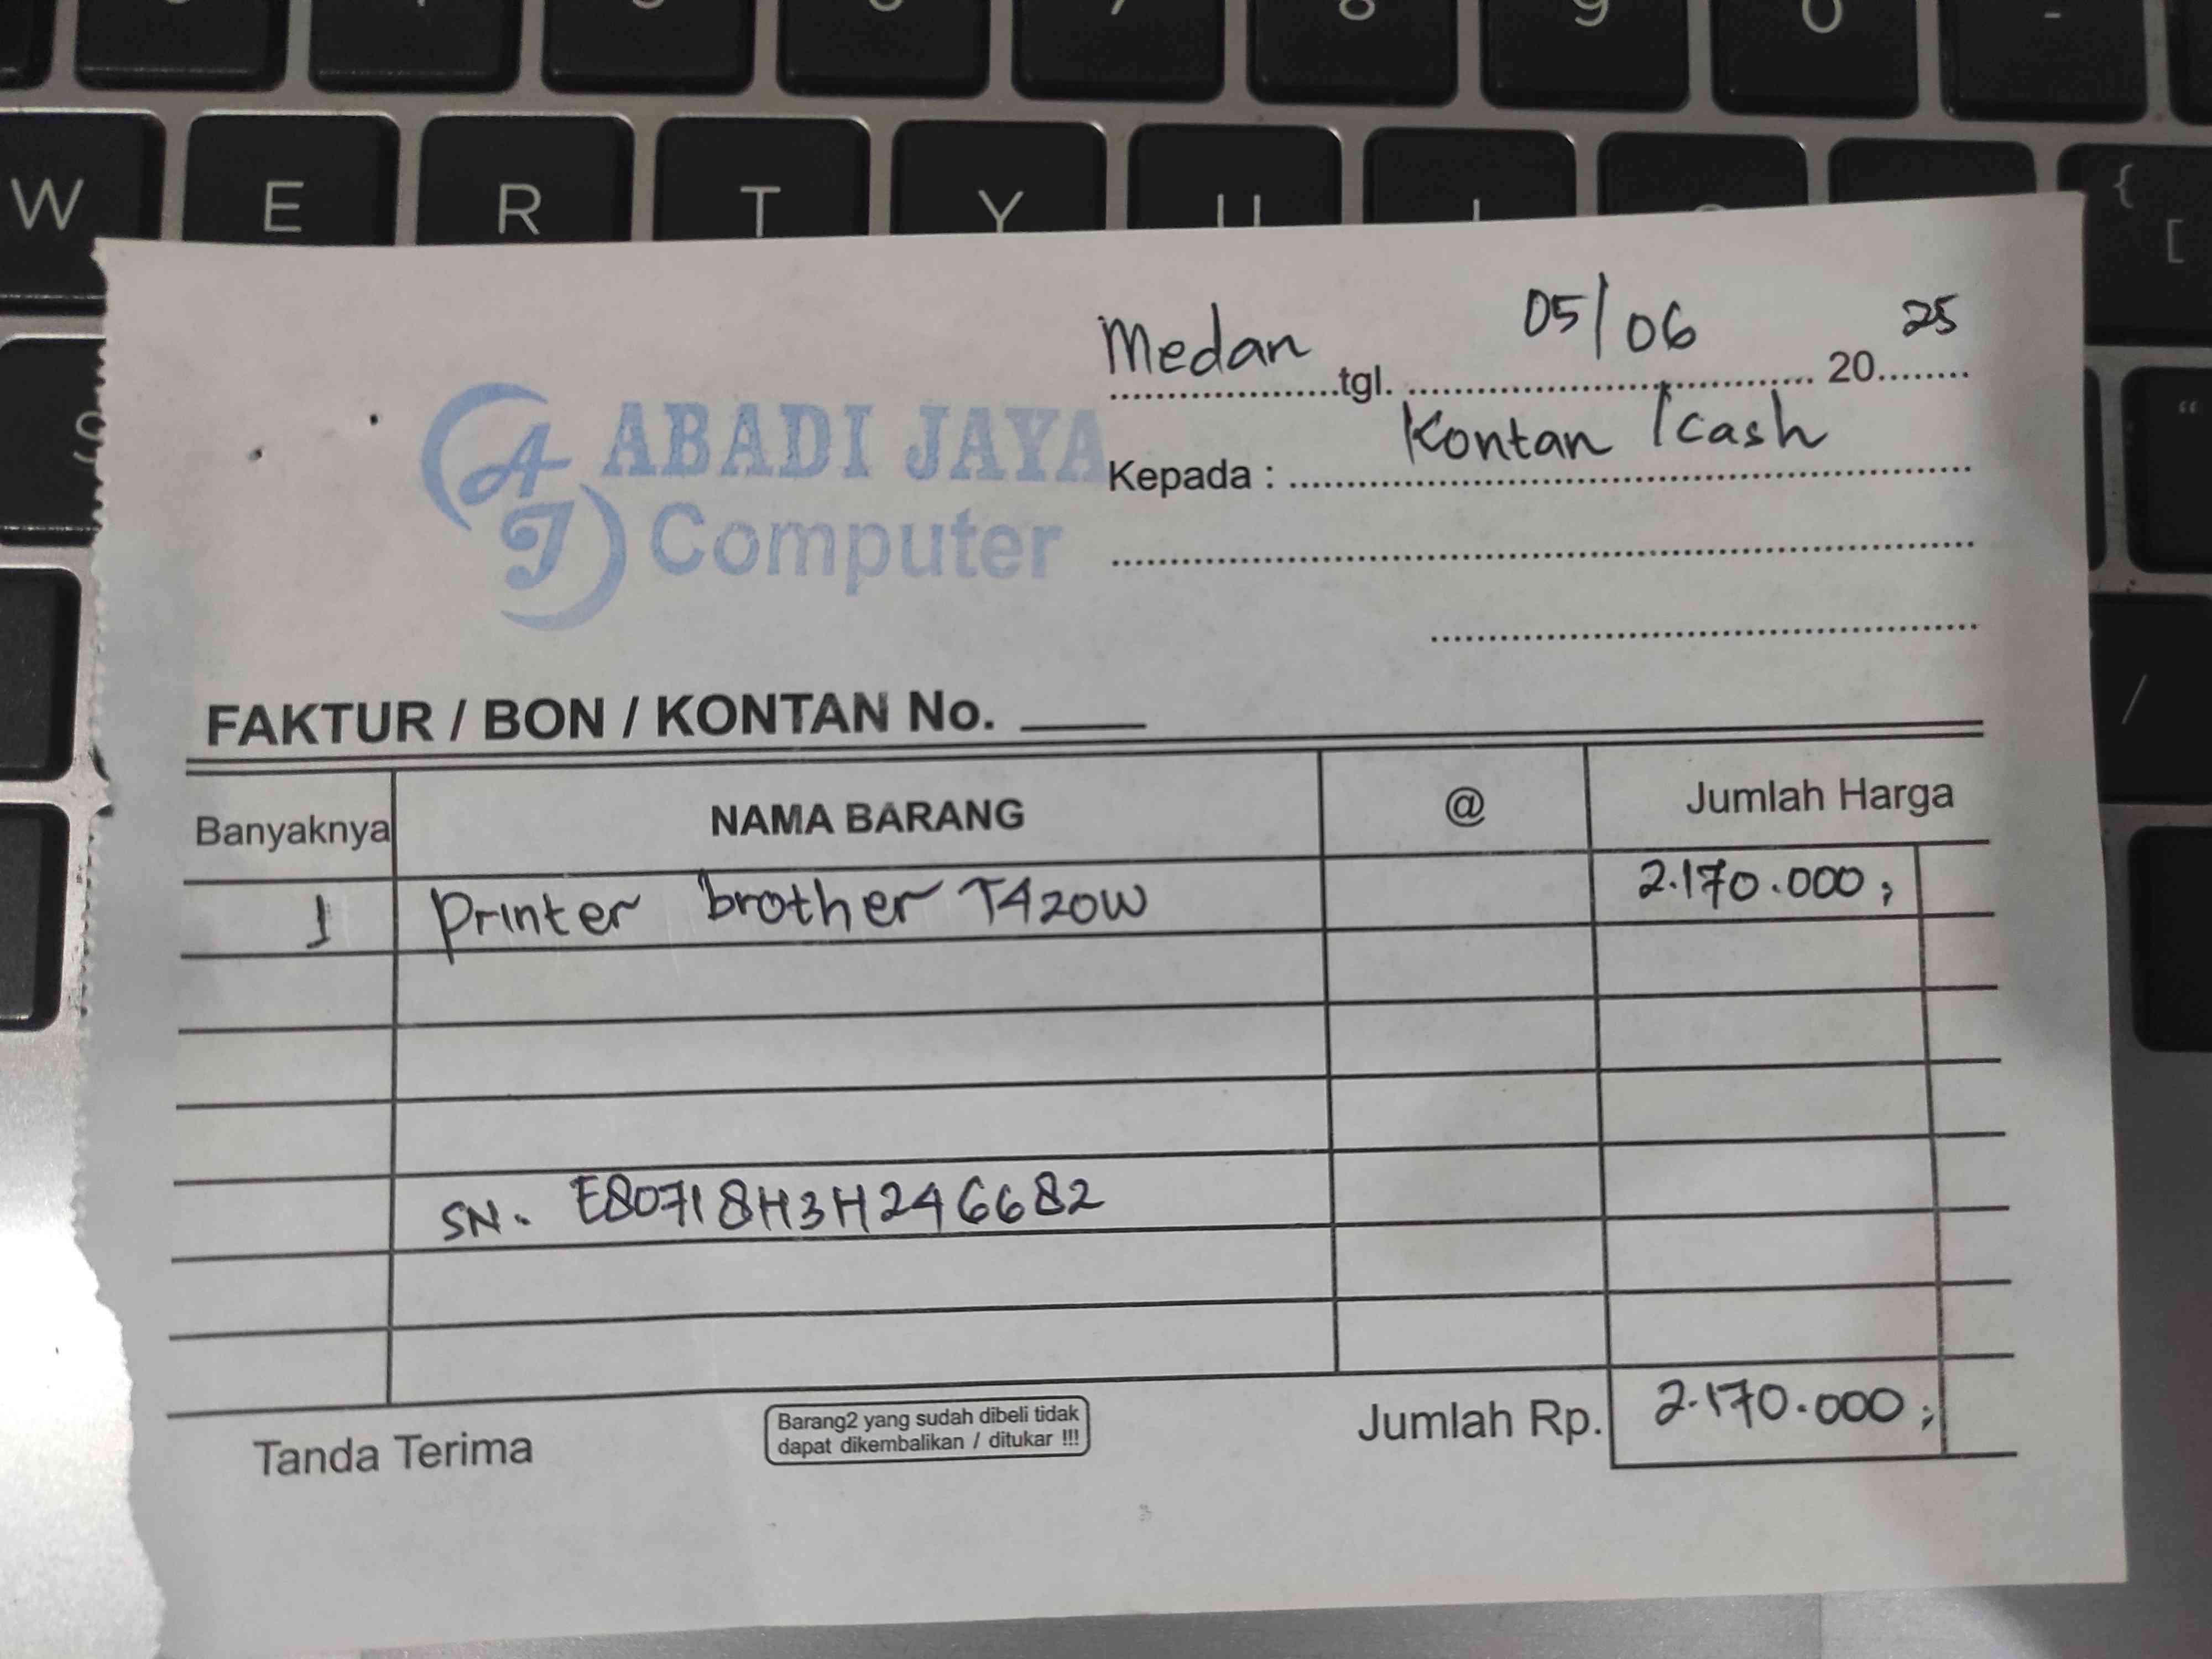 W E R T Y U I
Medan tgl. 05/06 2025
ABADI JAYA
Computer
AJ
Kepada : Kontan / cash
FAKTUR / BON / KONTAN No.
Banyaknya NAMA BARANG @ Jumlah Harga
1 Printer brother T420W 2.170.000,
SN. E80718H3H246682
Tanda Terima
Barang2 yang sudah dibeli tidak
dapat dikembalikan / ditukar !!!
Jumlah Rp. 2.170.000,